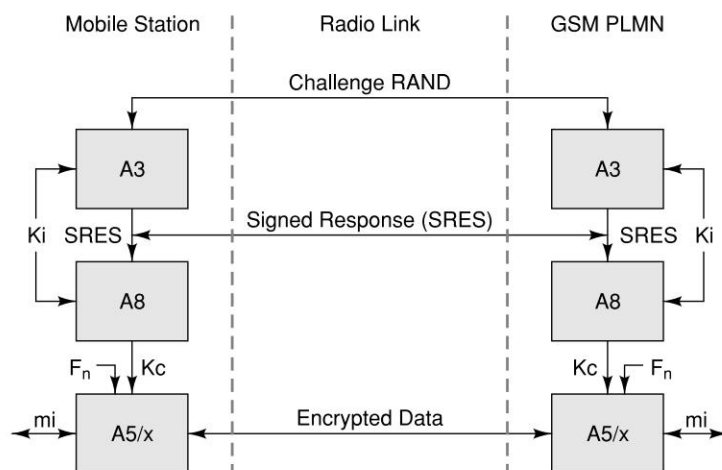 Mobile Station Radio Link GSM PLMN
Challenge RAND
A3 A3
Signed Response (SRES)
Ki SRES SRES Ki
A8 A8
Fn Kc Kc Fn
mi A5/x Encrypted Data A5/x mi